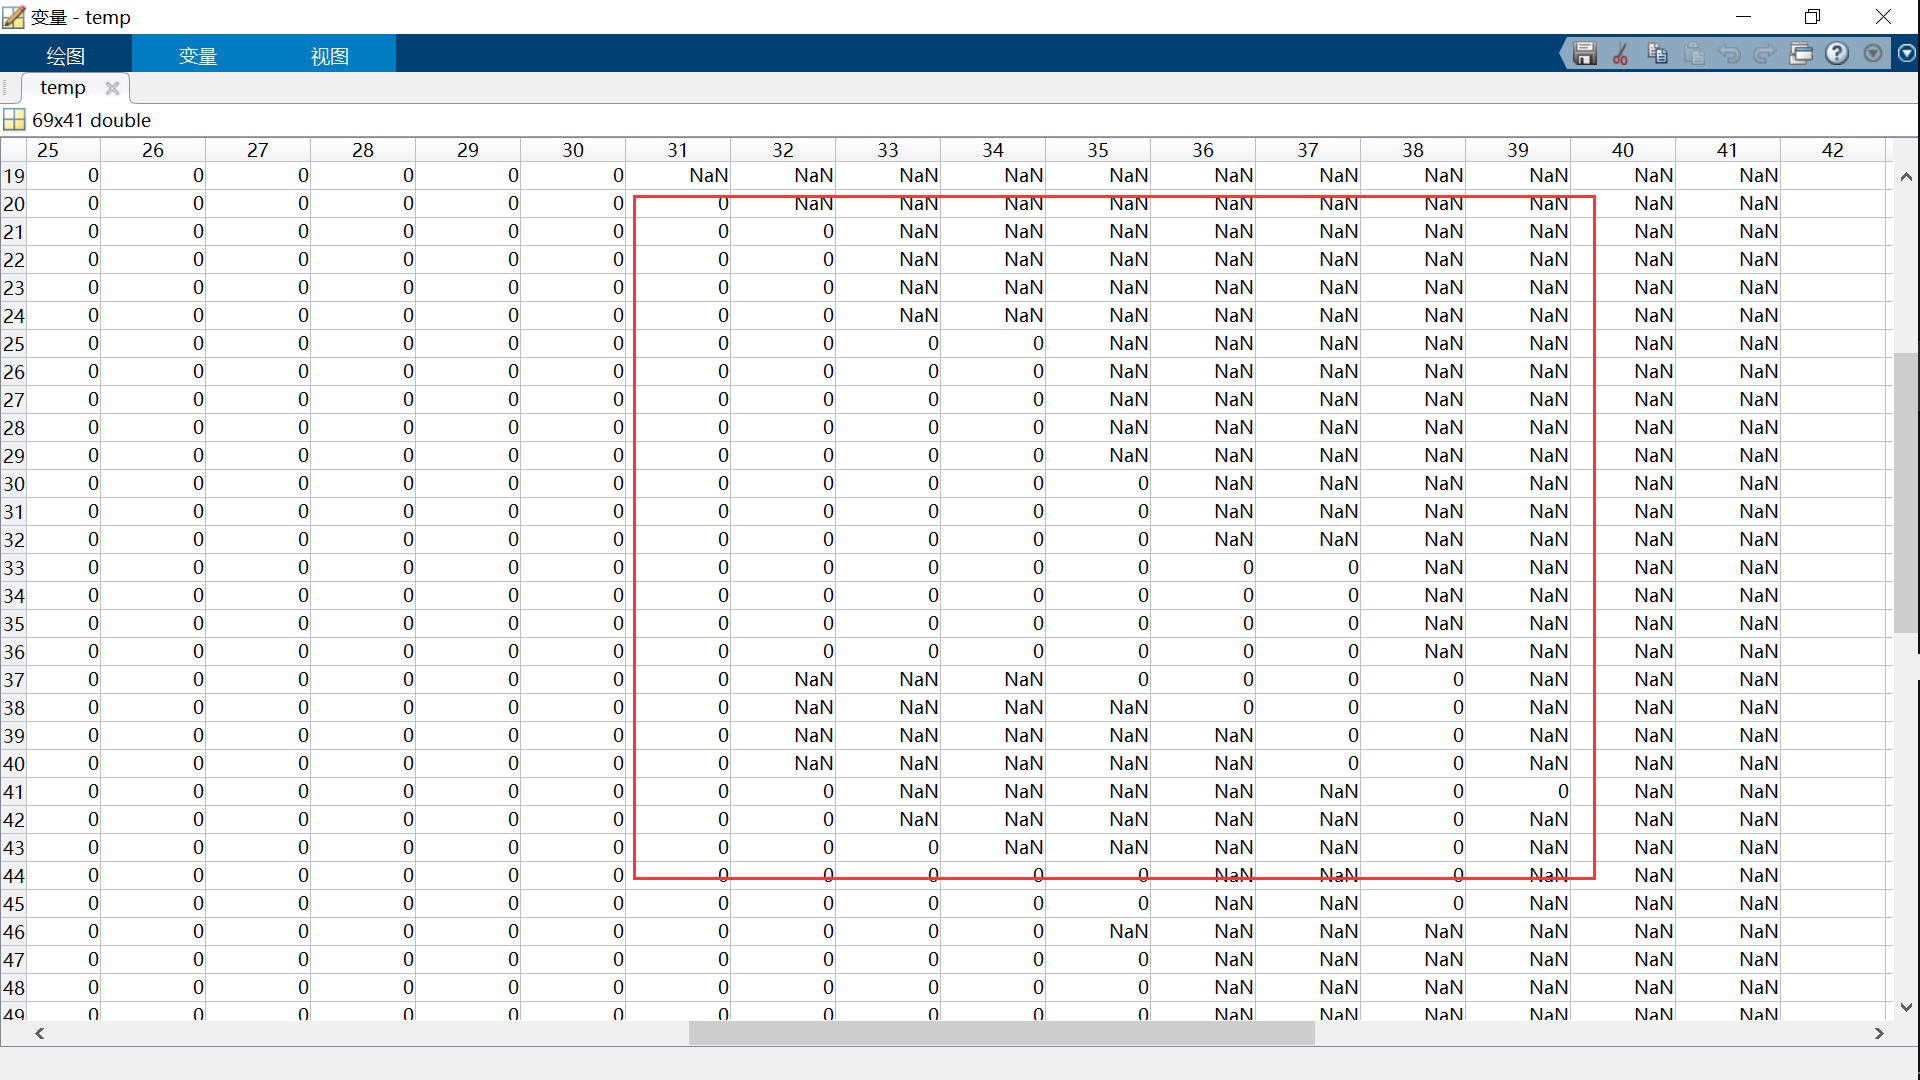 变量 - temp
绘图 变量 视图
temp
69x41 double
25 26 27 28 29 30 31 32 33 34 35 36 37 38 39 40 41 42
19 0 0 0 0 0 0 NaN NaN NaN NaN NaN NaN NaN NaN NaN NaN NaN
20 0 0 0 0 0 0 0 NaN NaN NaN NaN NaN NaN NaN NaN NaN NaN
21 0 0 0 0 0 0 0 0 NaN NaN NaN NaN NaN NaN NaN NaN NaN
22 0 0 0 0 0 0 0 0 NaN NaN NaN NaN NaN NaN NaN NaN NaN
23 0 0 0 0 0 0 0 0 NaN NaN NaN NaN NaN NaN NaN NaN NaN
24 0 0 0 0 0 0 0 0 NaN NaN NaN NaN NaN NaN NaN NaN NaN
25 0 0 0 0 0 0 0 0 0 0 NaN NaN NaN NaN NaN NaN NaN
26 0 0 0 0 0 0 0 0 0 0 NaN NaN NaN NaN NaN NaN NaN
27 0 0 0 0 0 0 0 0 0 0 NaN NaN NaN NaN NaN NaN NaN
28 0 0 0 0 0 0 0 0 0 0 NaN NaN NaN NaN NaN NaN NaN
29 0 0 0 0 0 0 0 0 0 0 NaN NaN NaN NaN NaN NaN NaN
30 0 0 0 0 0 0 0 0 0 0 0 NaN NaN NaN NaN NaN NaN
31 0 0 0 0 0 0 0 0 0 0 0 NaN NaN NaN NaN NaN NaN
32 0 0 0 0 0 0 0 0 0 0 0 NaN NaN NaN NaN NaN NaN
33 0 0 0 0 0 0 0 0 0 0 0 0 0 NaN NaN NaN NaN
34 0 0 0 0 0 0 0 0 0 0 0 0 0 NaN NaN NaN NaN
35 0 0 0 0 0 0 0 0 0 0 0 0 0 NaN NaN NaN NaN
36 0 0 0 0 0 0 0 0 0 0 0 0 0 NaN NaN NaN NaN
37 0 0 0 0 0 0 0 NaN NaN NaN 0 0 0 0 NaN NaN NaN
38 0 0 0 0 0 0 0 NaN NaN NaN NaN 0 0 0 NaN NaN NaN
39 0 0 0 0 0 0 0 NaN NaN NaN NaN NaN 0 0 NaN NaN NaN
40 0 0 0 0 0 0 0 NaN NaN NaN NaN NaN 0 0 NaN NaN NaN
41 0 0 0 0 0 0 0 0 NaN NaN NaN NaN NaN 0 0 NaN NaN
42 0 0 0 0 0 0 0 0 NaN NaN NaN NaN NaN 0 NaN NaN NaN
43 0 0 0 0 0 0 0 0 0 NaN NaN NaN NaN 0 NaN NaN NaN
44 0 0 0 0 0 0 0 0 0 0 0 NaN NaN 0 NaN NaN NaN
45 0 0 0 0 0 0 0 0 0 0 0 NaN NaN 0 NaN NaN NaN
46 0 0 0 0 0 0 0 0 0 0 NaN NaN NaN NaN NaN NaN NaN
47 0 0 0 0 0 0 0 0 0 0 0 NaN NaN NaN NaN NaN NaN
48 0 0 0 0 0 0 0 0 0 0 0 NaN NaN NaN NaN NaN NaN
49 0 0 0 0 0 0 0 0 0 0 0 NaN NaN NaN NaN NaN NaN